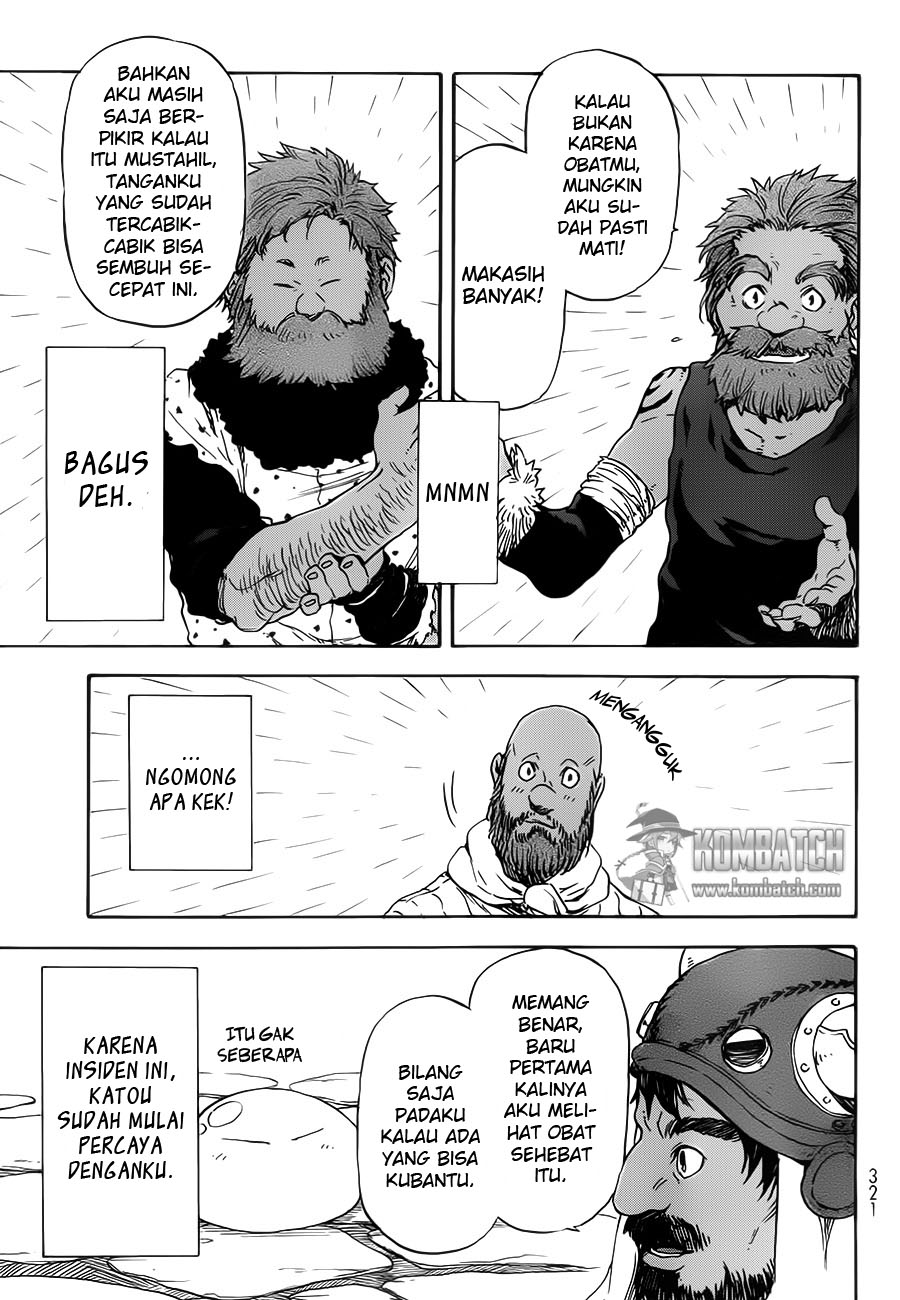 KALAU
BUKAN
KARENA
OBATMU,
MUNGKIN
AKU SU-
DAH PASTI
MATI!
MAKASIH
BANYAK!
MNMN
BAHKAN
AKU MASIH
SAJA BER-
PIKIR KALAU
ITU MUSTAHIL,
TANGANKU
YANG SUDAH
TERCABIK-
CABIK BISA
SEMBUH SE-
CEPAT INI.
BAGUS
DEH.
MENGANGGUK
...
NGOMONG
APA KEK!
KOMBATCH
www.kombatch.com
MEMANG
BENAR,
BARU
PERTAMA
KALINYA
AKU MELI-
HAT OBAT
SEHEBAT
ITU.
BILANG
SAJA
PADAKU
KALAU ADA
YANG BISA
KUBANTU.
ITU GAK
SEBERAPA
KARENA
INSIDEN INI,
KATOU
SUDAH MULAI
PERCAYA
DENGANKU.
321